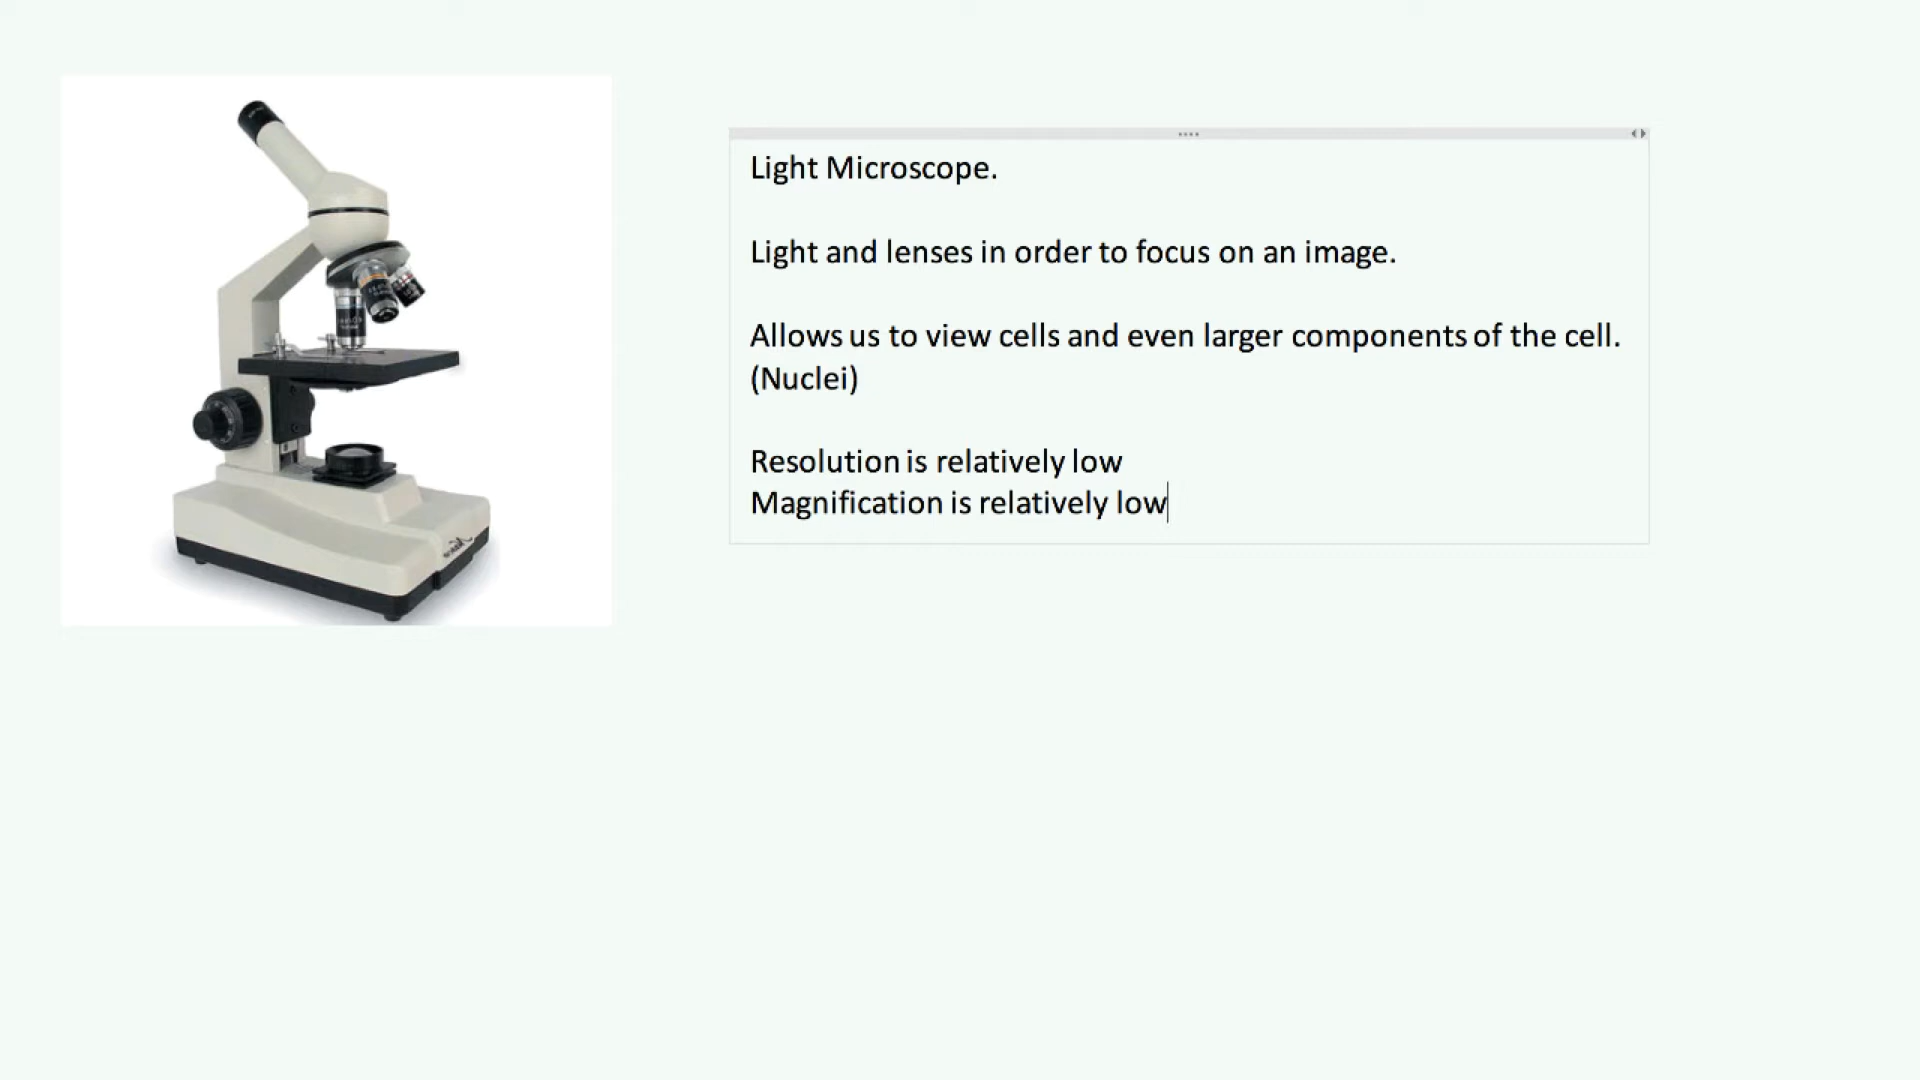 Light Microscope.
Light and lenses in order to focus on an image.
Allows us to view cells and even larger components of the cell.
(Nuclei)
Resolution is relatively low
Magnification is relatively low